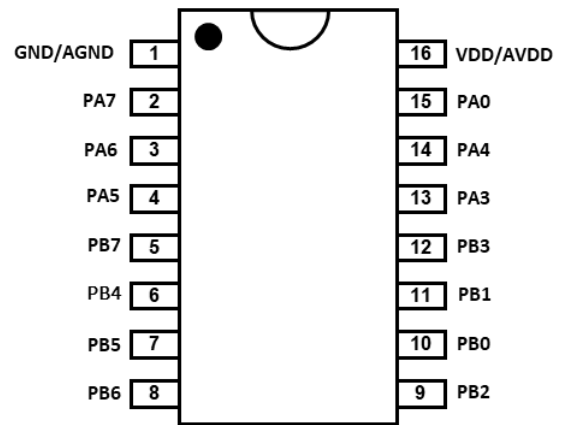 GND/AGND 1 16 VDD/AVDD
PA7 2 15 PA0
PA6 3 14 PA4
PA5 4 13 PA3
PB7 5 12 PB3
PB4 6 11 PB1
PB5 7 10 PB0
PB6 8 9 PB2